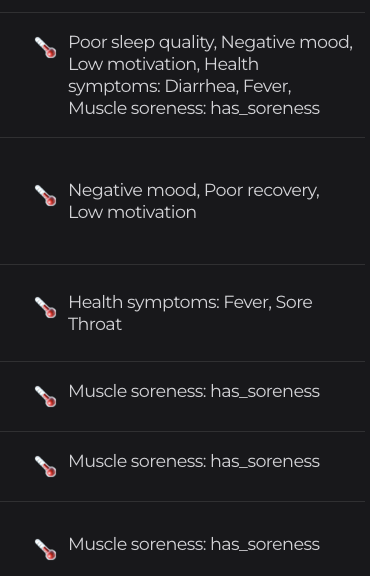 Poor sleep quality, Negative mood,
Low motivation, Health
symptoms: Diarrhea, Fever,
Muscle soreness: has_soreness
Negative mood, Poor recovery,
Low motivation
Health symptoms: Fever, Sore
Throat
Muscle soreness: has_soreness
Muscle soreness: has_soreness
Muscle soreness: has_soreness